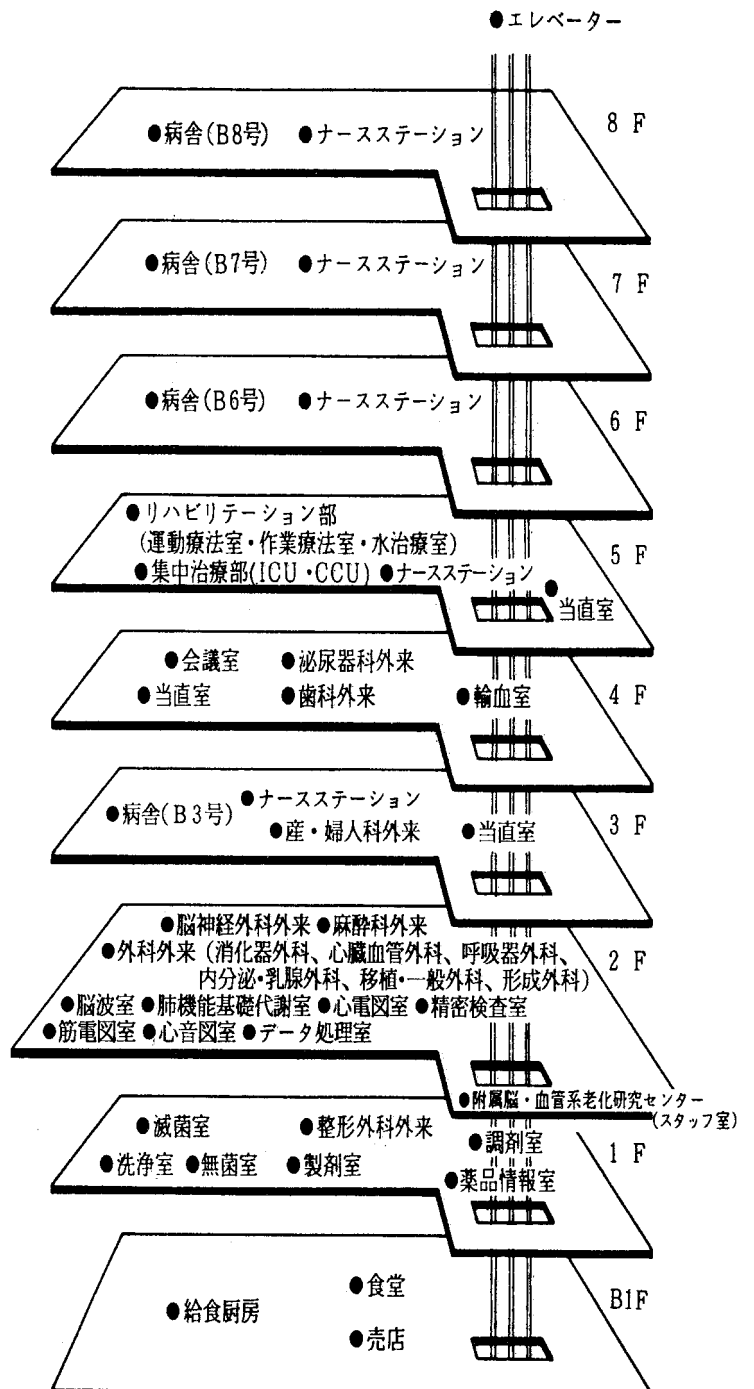 ●エレベーター
●病舎(B8号) ●ナースステーション
8 F
●病舎(B7号) ●ナースステーション
7 F
●病舎(B6号) ●ナースステーション
6 F
●リハビリテーション部
(運動療法室・作業療法室・水治療室)
●集中治療部(ICU・CCU) ●ナースステーション
●当直室
5 F
●会議室 ●泌尿器科外来
●当直室 ●歯科外来 ●輸血室
4 F
●ナースステーション
●病舎(B3号)
●産・婦人科外来 ●当直室
3 F
●脳神経外科外来 ●麻酔科外来
●外科外来 (消化器外科、心臓血管外科、呼吸器外科、
内分泌・乳腺外科、移植・一般外科、形成外科)
2 F
●脳波室 ●肺機能基礎代謝室 ●心電図室 ●精密検査室
●筋電図室 ●心音図室 ●データ処理室
●附属脳・血管系老化研究センター
(スタッフ室)
●滅菌室 ●整形外科外来
●調剤室
1 F
●洗浄室 ●無菌室 ●製剤室
●薬品情報室
●食堂
B1F
●給食厨房
●売店